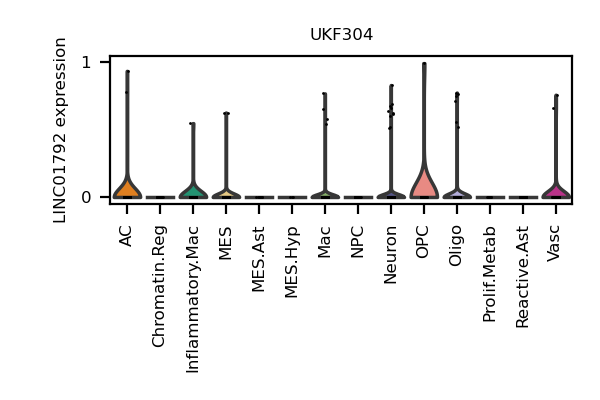 UKF304
LINC01792 expression
1
0
AC
Chromatin.Reg
Inflammatory.Mac
MES
MES.Ast
MES.Hyp
Mac
NPC
Neuron
OPC
Oligo
Prolif.Metab
Reactive.Ast
Vasc